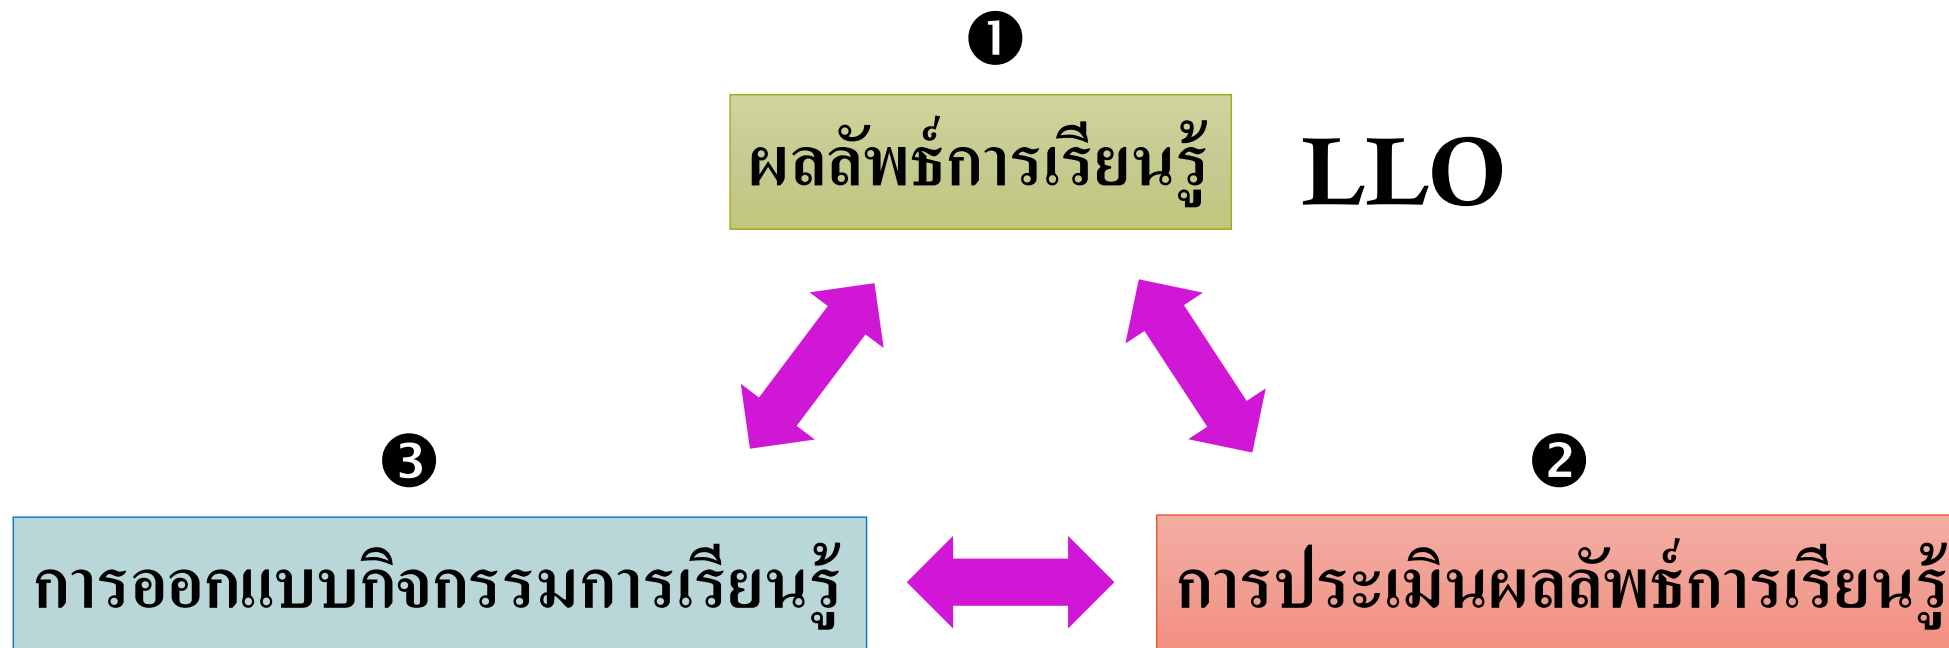 ❶
ผลลัพธ์การเรียนรู้ LLO
❸ ❷
การออกแบบกิจกรรมการเรียนรู้ การประเมินผลลัพธ์การเรียนรู้